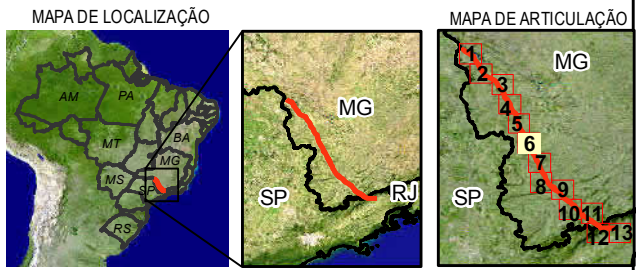 MAPA DE LOCALIZAÇÃO
AM
PA
BA
MT
MG
MS
SP
RS
MG
SP
RJ
MAPA DE ARTICULAÇÃO
MG
SP
1
2
3
4
5
6
7
8
9
10
11
12
13